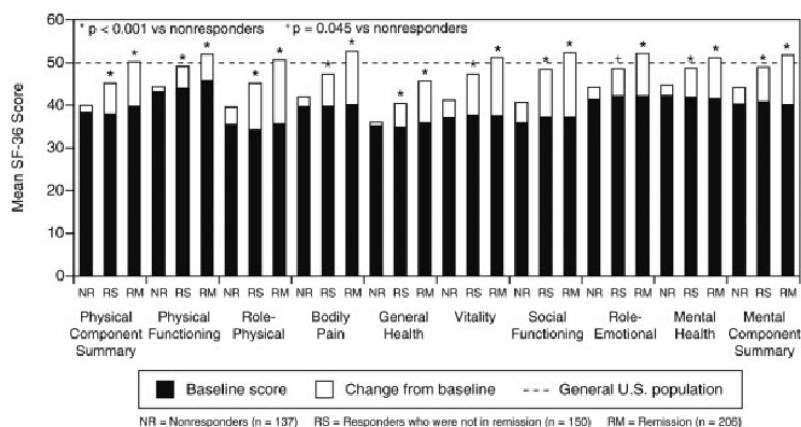 60
* p < 0.001 vs nonresponders
+ p = 0.045 vs nonresponders
50
40
30
20
10
0
Mean SF-36 Score
NR RS RM NR RS RM NR RS RM NR RS RM NR RS RM NR RS RM NR RS RM NR RS RM NR RS RM NR RS RM
Physical Component Summary
Physical Functioning
Role-Physical
Bodily Pain
General Health
Vitality
Social Functioning
Role-Emotional
Mental Health
Mental Component Summary
Baseline score
Change from baseline
General U.S. population
NR = Nonresponders (n = 137) RS = Responders who were not in remission (n = 150) RM = Remission (n = 206)